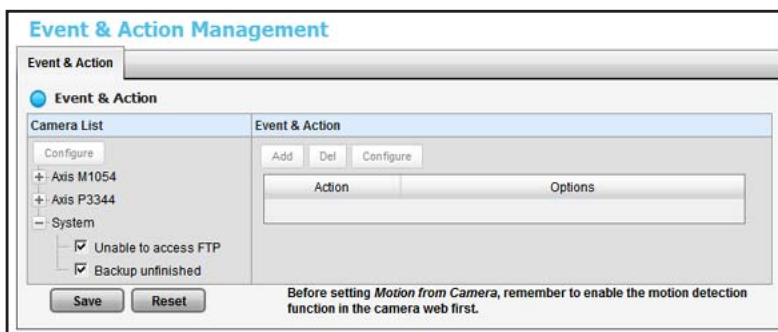 Event & Action Management
Event & Action
Event & Action
Camera List
Event & Action
Configure
Add Del Configure
Axis M1054
Axis P3344
System
Unable to access FTP
Backup unfinished
Action Options
Save Reset
Before setting Motion from Camera, remember to enable the motion detection
function in the camera web first.